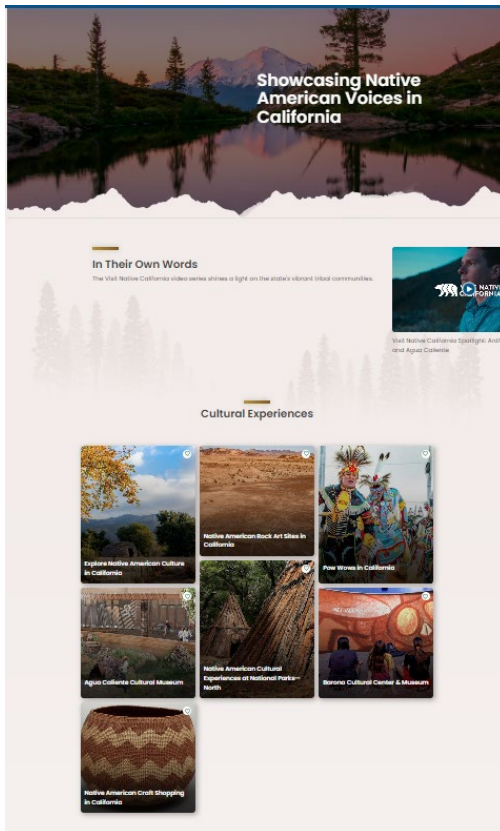 Showcasing Native
American Voices in
California
In Their Own Words
The Visit Native California video series shines a light on the state's vibrant tribal communities.
NATIVE
CALIFORNIA
Visit Native California Spotlight:
and Agua Caliente
Cultural Experiences
Explore Native American Culture
in California
Native American Rock Art Sites in
California
Pow Wows in California
Agua Caliente Cultural Museum
Native American Cultural
Experiences at National Parks—
North
Barona Cultural Center & Museum
Native American Craft Shopping
in California